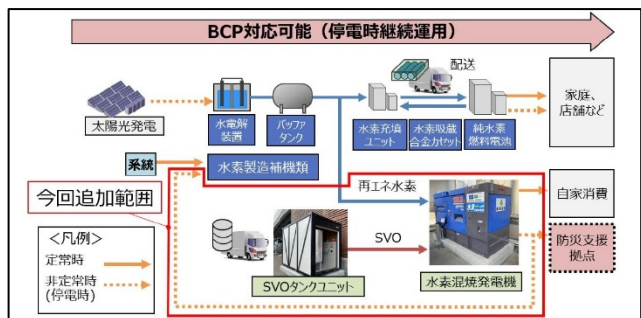 BCP対応可能（停電時継続運用）
配送
太陽光発電
水電解
装置
バッファ
タンク
水素充填
ユニット
水素吸蔵
合金カセット
純水素
燃料電池
家庭、
店舗など
系統
水素製造補機類
今回追加範囲
再エネ水素
自家消費
＜凡例＞
定常時
非定常時
(停電時)
SVO
防災支援
拠点
SVOタンクユニット
水素混焼発電機